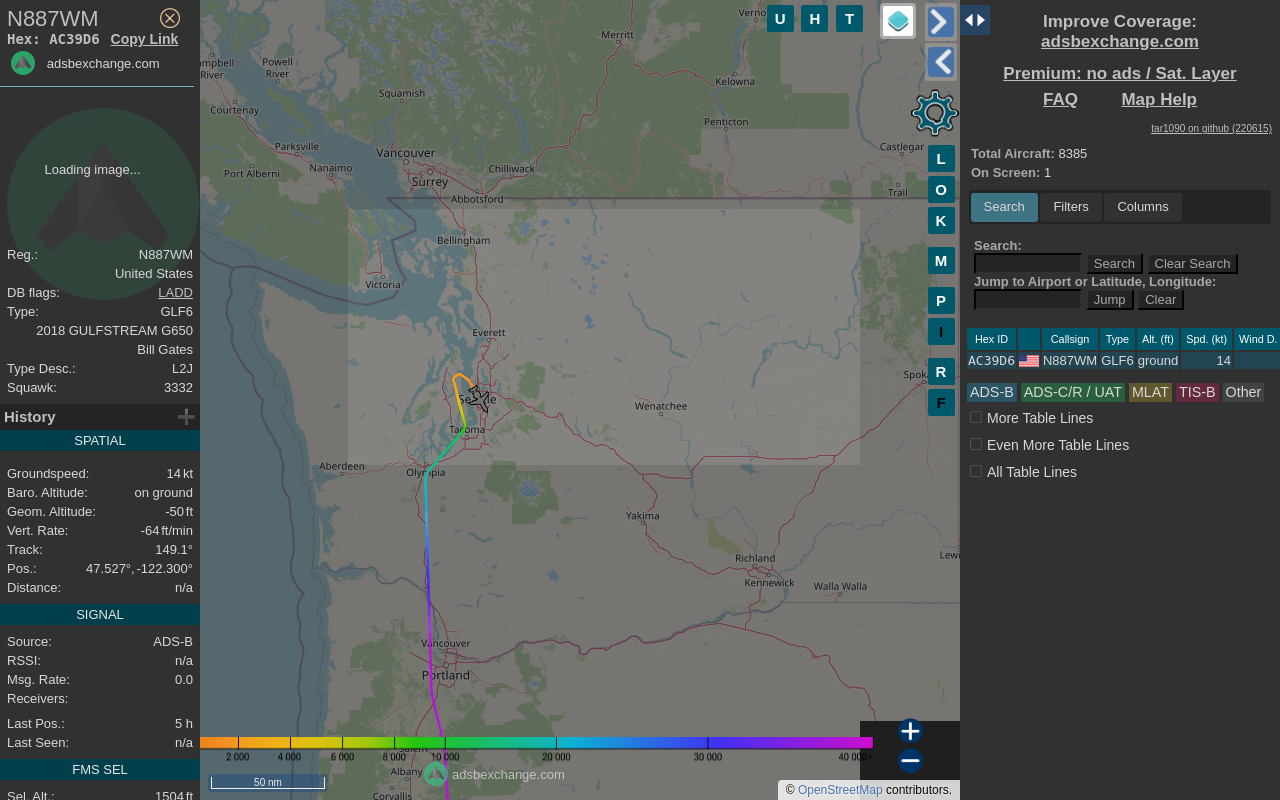 N887WM
Hex: AC39D6 Copy Link
adsbexchange.com
Loading image...
Reg.: N887WM
United States
DB flags: LADD
Type: GLF6
2018 GULFSTREAM G650
Bill Gates
Type Desc.: L2J
Squawk: 3332
History
SPATIAL
Groundspeed: 14 kt
Baro. Altitude: on ground
Geom. Altitude: -50 ft
Vert. Rate: -64 ft/min
Track: 149.1°
Pos.: 47.527°, -122.300°
Distance: n/a
SIGNAL
Source: ADS-B
RSSI: n/a
Msg. Rate: 0.0
Receivers:
Last Pos.: 5 h
Last Seen: n/a
FMS SEL
Sel. Alt.: 1504 ft
U H T
L
O
K
M
P
I
R
F
Merritt
Powell
River
River
Squamish
Kelowna
Courtenay
Penticton
Parksville
Vancouver
Castlegar
Nanaimo
Port Alberni
Chilliwack
Surrey
Abbotsford
Trail
Bellingham
Victoria
Everett
Wenatchee
Tacoma
Aberdeen
Olympia
Yakima
Richland
Kennewick
Walla Walla
Vancouver
Portland
Albany
Corvallis
2 000 4 000 6 000 8 000 10 000 20 000 30 000 40 000+
50 nm
adsbexchange.com
© OpenStreetMap contributors.
Improve Coverage:
adsbexchange.com
Premium: no ads / Sat. Layer
FAQ Map Help
tar1090 on github (220615)
Total Aircraft: 8385
On Screen: 1
Search Filters Columns
Search:
Search Clear Search
Jump to Airport or Latitude, Longitude:
Jump Clear
Hex ID Callsign Type Alt. (ft) Spd. (kt) Wind D.
AC39D6 N887WM GLF6 ground 14
ADS-B ADS-C/R / UAT MLAT TIS-B Other
More Table Lines
Even More Table Lines
All Table Lines